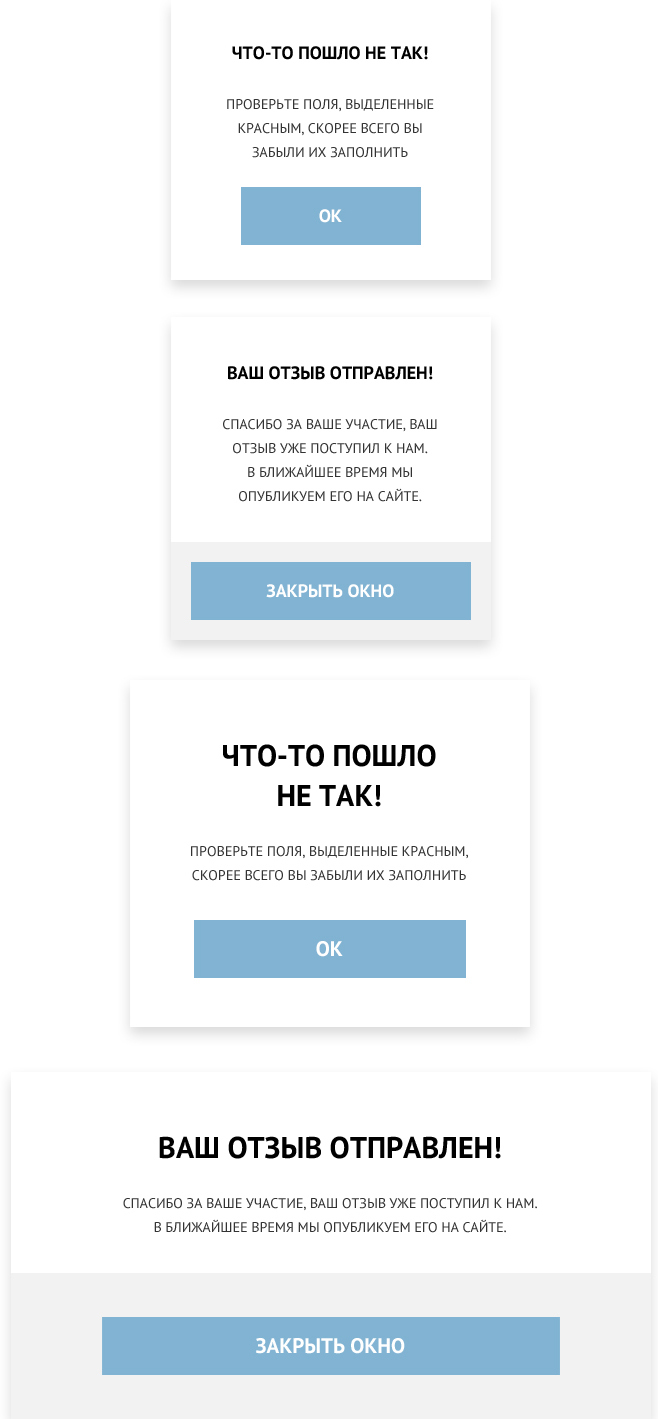 ЧТО-ТО ПОШЛО НЕ ТАК!
ПРОВЕРЬТЕ ПОЛЯ, ВЫДЕЛЕННЫЕ
КРАСНЫМ, СКОРЕЕ ВСЕГО ВЫ
ЗАБЫЛИ ИХ ЗАПОЛНИТЬ
ОК
ВАШ ОТЗЫВ ОТПРАВЛЕН!
СПАСИБО ЗА ВАШЕ УЧАСТИЕ, ВАШ
ОТЗЫВ УЖЕ ПОСТУПИЛ К НАМ.
В БЛИЖАЙШЕЕ ВРЕМЯ МЫ
ОПУБЛИКУЕМ ЕГО НА САЙТЕ.
ЗАКРЫТЬ ОКНО
ЧТО-ТО ПОШЛО
НЕ ТАК!
ПРОВЕРЬТЕ ПОЛЯ, ВЫДЕЛЕННЫЕ КРАСНЫМ,
СКОРЕЕ ВСЕГО ВЫ ЗАБЫЛИ ИХ ЗАПОЛНИТЬ
ОК
ВАШ ОТЗЫВ ОТПРАВЛЕН!
СПАСИБО ЗА ВАШЕ УЧАСТИЕ, ВАШ ОТЗЫВ УЖЕ ПОСТУПИЛ К НАМ.
В БЛИЖАЙШЕЕ ВРЕМЯ МЫ ОПУБЛИКУЕМ ЕГО НА САЙТЕ.
ЗАКРЫТЬ ОКНО